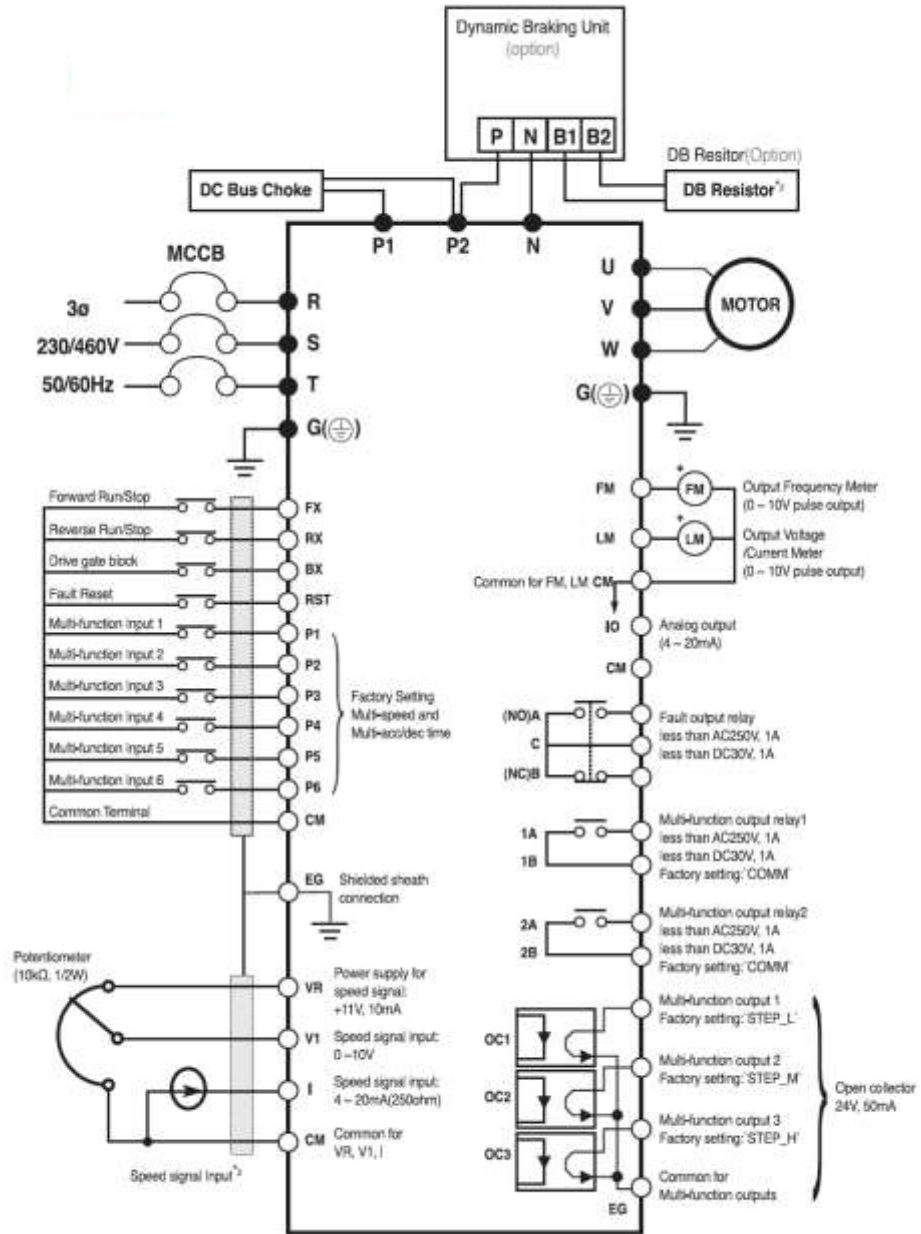 Dynamic Braking Unit
(option)
P N B1 B2
DB Resitor(Option)
DC Bus Choke
DB Resistor*2
P1 P2 N
MCCB
3ø
230/460V
50/60Hz
R
S
T
G(⏚)
U
V
W
G(⏚)
MOTOR
Forward Run/Stop
FX
Reverse Run/Stop
RX
Drive gate block
BX
Fault Reset
RST
Multi-function Input 1
P1
Multi-function Input 2
P2
Multi-function Input 3
P3
Multi-function Input 4
P4
Multi-function Input 5
P5
Multi-function Input 6
P6
Common Terminal
CM
Factory Setting
Multi-speed and
Multi-acc/dec time
EG
Shielded sheath
connection
Potentiometer
(10kΩ, 1/2W)
VR
Power supply for
speed signal:
+11V, 10mA
V1
Speed signal input:
0 ~10V
I
Speed signal input:
4 ~ 20mA(250ohm)
CM
Common for
VR, V1, I
Speed signal Input*2
FM
+
FM
Output Frequency Meter
(0 ~ 10V pulse output)
LM
+
LM
Output Voltage
/Current Meter
(0 ~ 10V pulse output)
Common for FM, LM CM
IO
Analog output
(4 ~ 20mA)
CM
(NO)A
C
(NC)B
Fault output relay
less than AC250V, 1A
less than DC30V, 1A
1A
1B
Multi-function output relay1
less than AC250V, 1A
less than DC30V, 1A
Factory setting:`COMM`
2A
2B
Multi-function output relay2
less than AC250V, 1A
less than DC30V, 1A
Factory setting:`COMM`
OC1
Multi-function output 1
Factory setting:`STEP_L`
OC2
Multi-function output 2
Factory setting:`STEP_M`
OC3
Multi-function output 3
Factory setting:`STEP_H`
EG
Common for
Multi-function outputs
Open collector
24V, 50mA